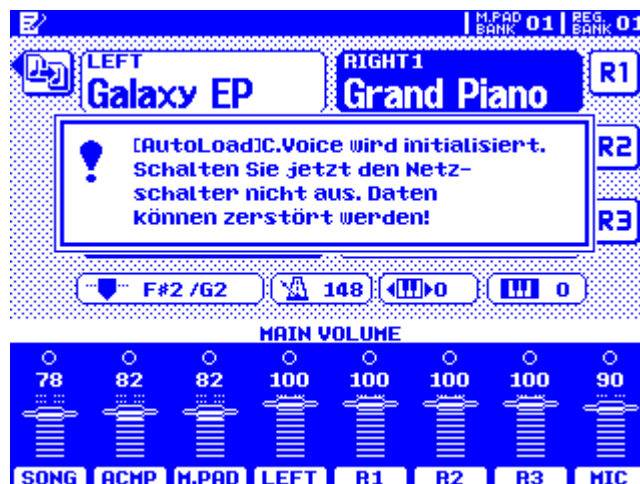 M.PAD BANK 01 REG. BANK 01
LEFT
Galaxy EP
RIGHT1
Grand Piano
R1
[AutoLoad]C.Voice wird initialisiert.
Schalten Sie jetzt den Netz-
schalter nicht aus. Daten
können zerstört werden!
R2
R3
F#2 /G2 148 0 0
MAIN VOLUME
78 82 82 100 100 100 100 90
SONG ACMP M.PAD LEFT R1 R2 R3 MIC